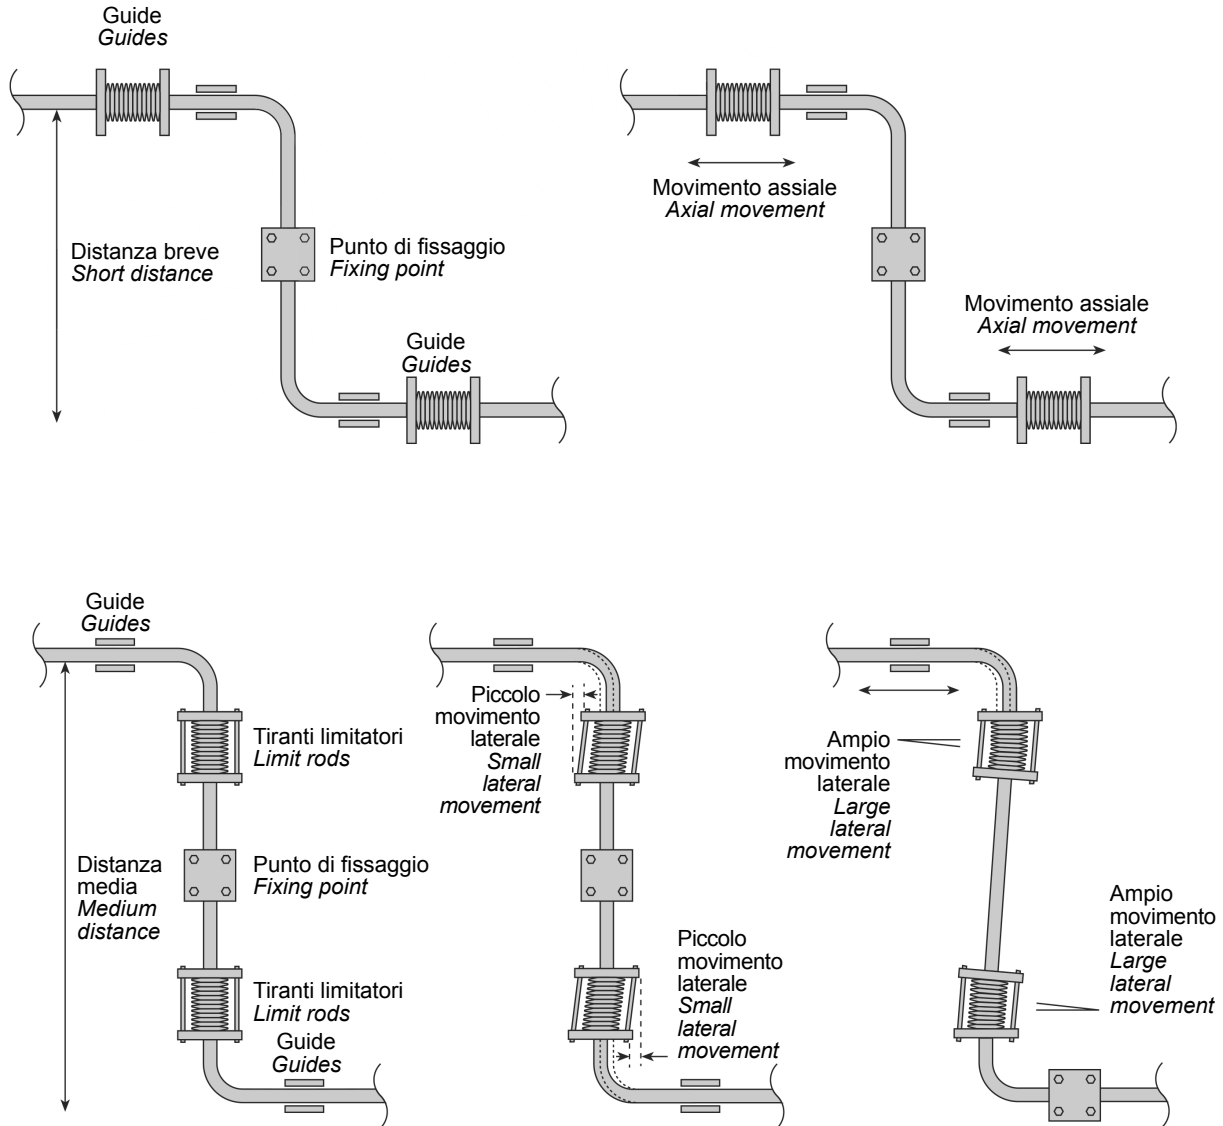 Guide
Guides
Distanza breve
Short distance
Punto di fissaggio
Fixing point
Guide
Guides
Movimento assiale
Axial movement
Movimento assiale
Axial movement
Guide
Guides
Tiranti limitatori
Limit rods
Distanza
media
Medium
distance
Punto di fissaggio
Fixing point
Tiranti limitatori
Limit rods
Guide
Guides
Piccolo
movimento
laterale
Small
lateral
movement
Piccolo
movimento
laterale
Small
lateral
movement
Ampio
movimento
laterale
Large
lateral
movement
Ampio
movimento
laterale
Large
lateral
movement